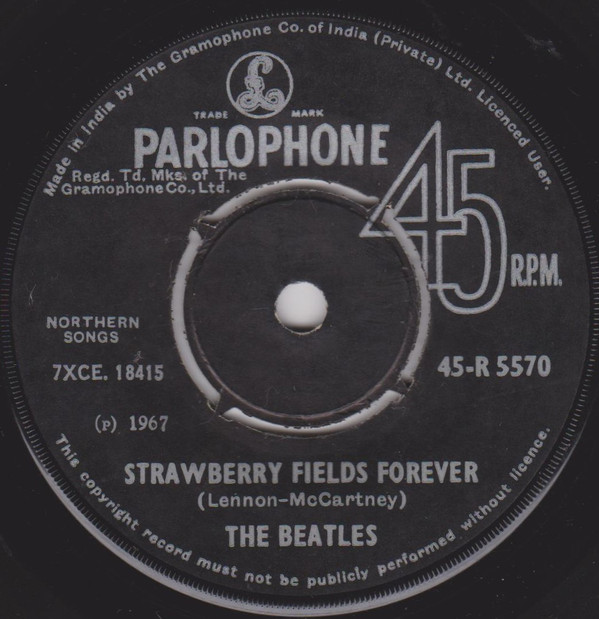 Made in India by The Gramophone Co. of India (Private) Ltd. Licenced User.
£
TRADE MARK
PARLOPHONE
Regd. Td. Mks. of The
Gramophone Co., Ltd.
45
R.P.M.
NORTHERN
SONGS
7XCE. 18415
45-R 5570
(P) 1967
STRAWBERRY FIELDS FOREVER
(Lennon-McCartney)
THE BEATLES
This copyright record must not be publicly performed without licence.